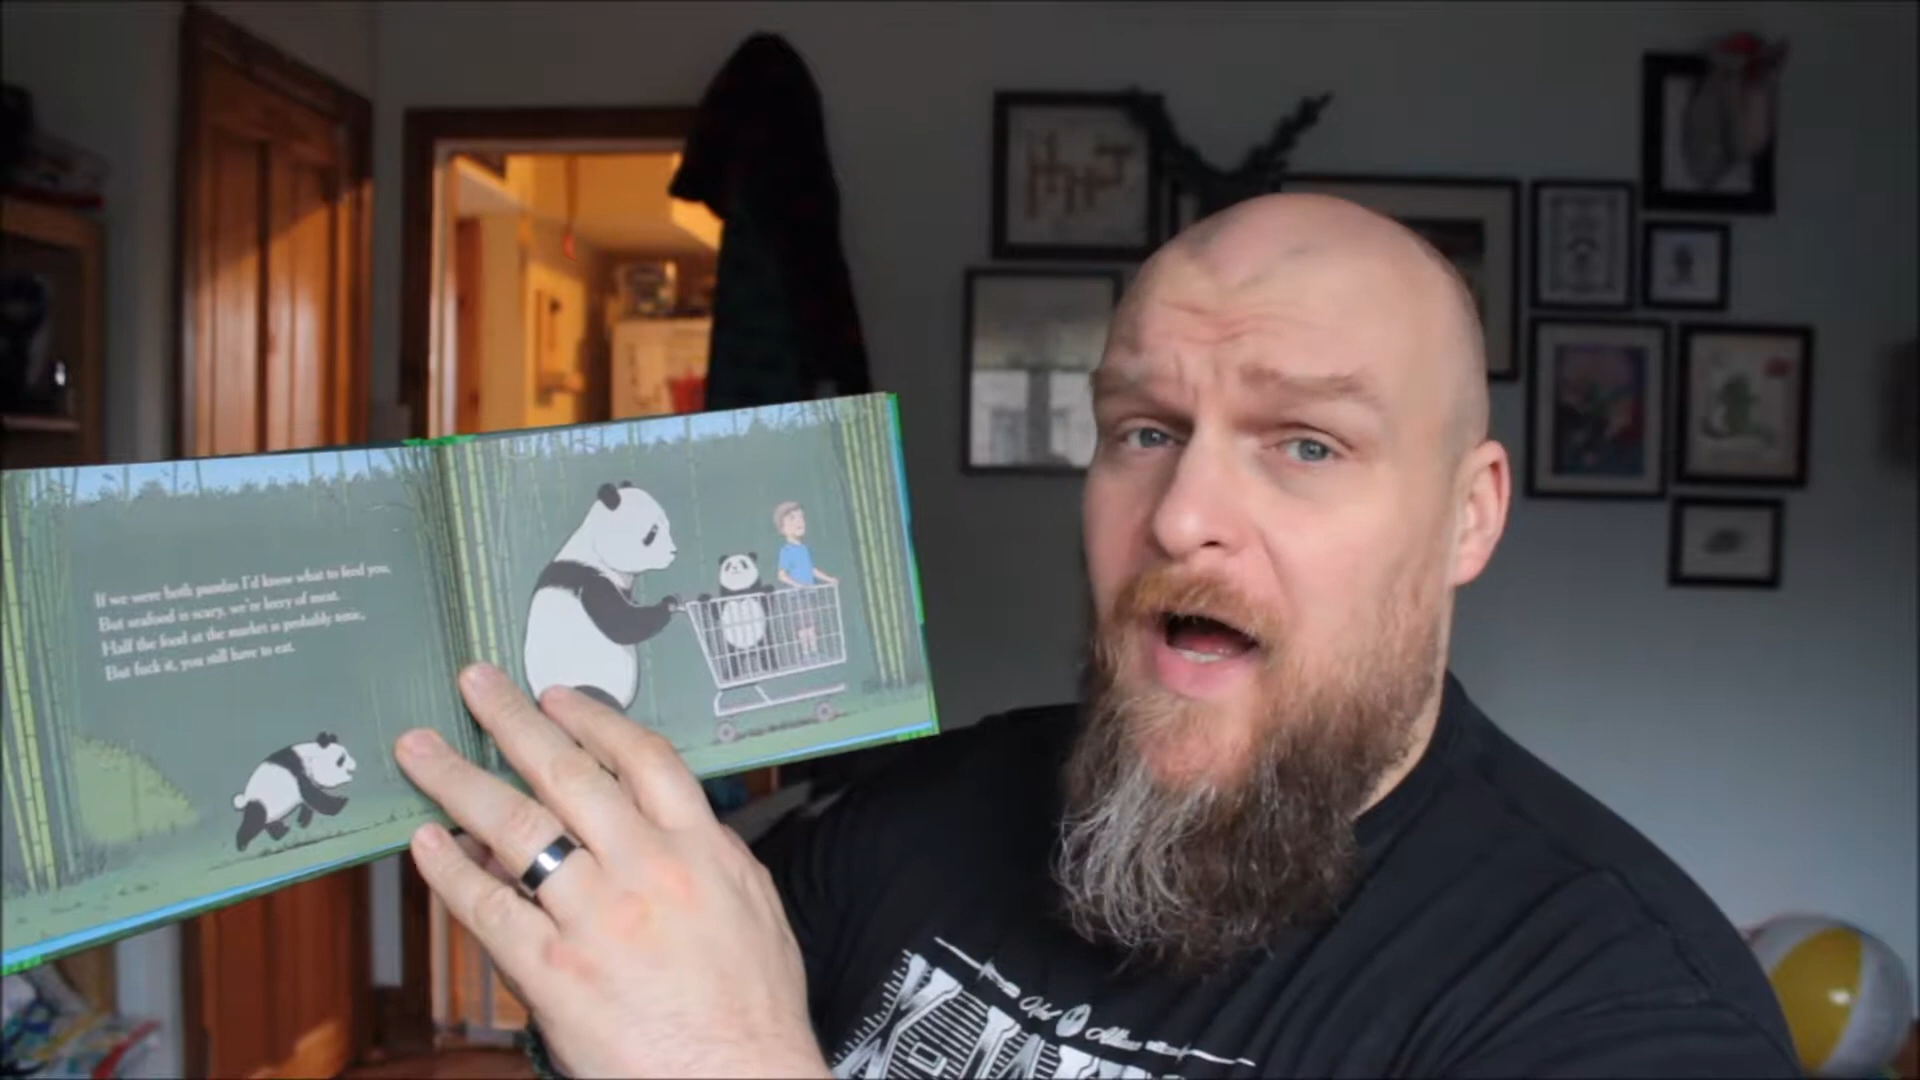 If we were both pandas I'd know what to feed you,
But seafood is scary, we're leery of meat.
Half the food at the market is probably toxic,
But fuck it, you still have to eat.